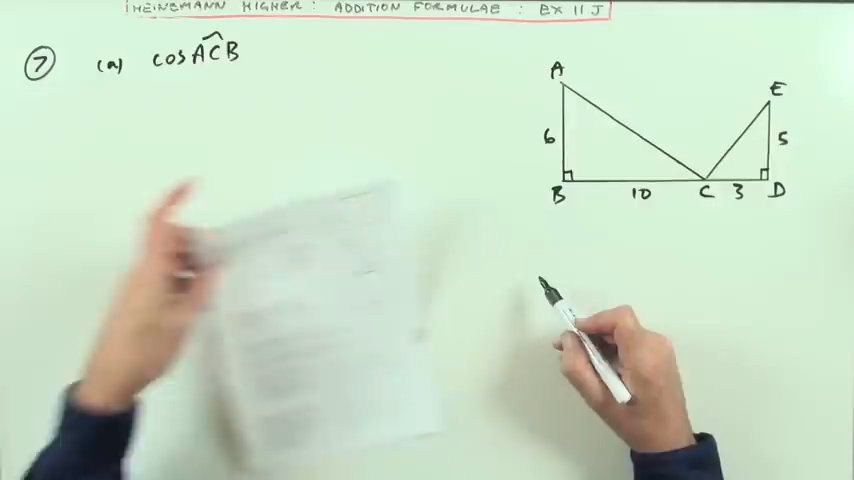 HEINEMANN HIGHER: ADDITION FORMULAE: EX 11 J
7 (a) cos AĈB
A
E
6
5
B 10 C 3 D